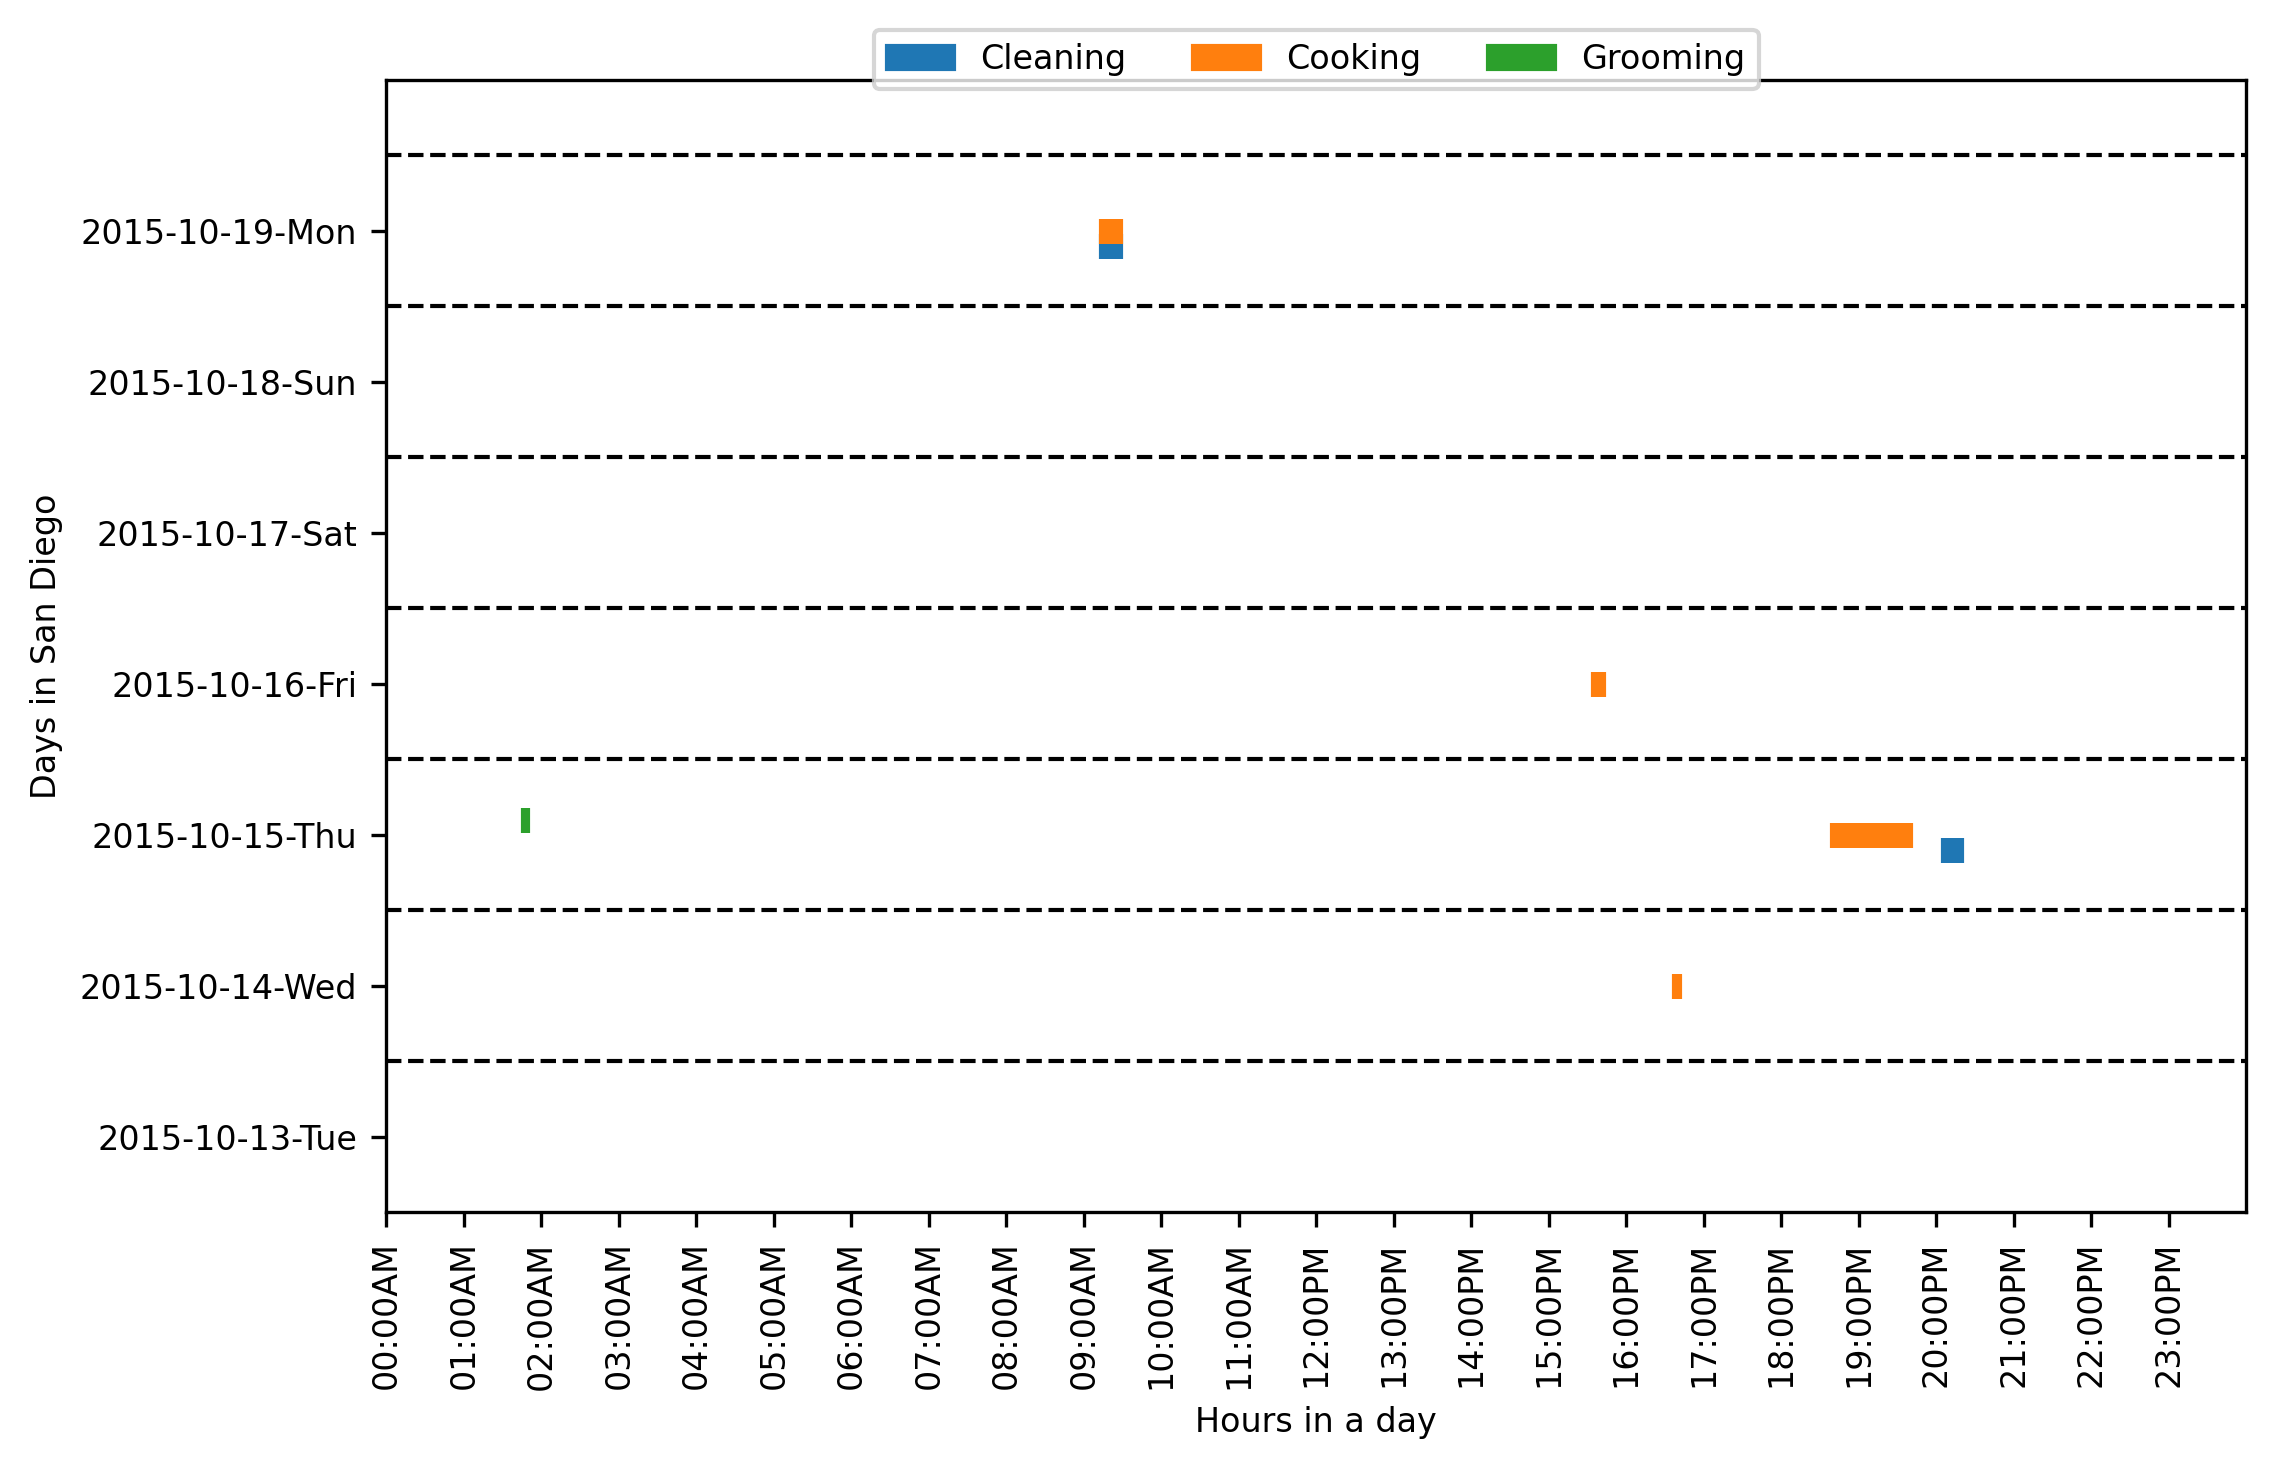 Cleaning Cooking Grooming
2015-10-19-Mon
2015-10-18-Sun
2015-10-17-Sat
2015-10-16-Fri
2015-10-15-Thu
2015-10-14-Wed
2015-10-13-Tue
Days in San Diego
00:00AM
01:00AM
02:00AM
03:00AM
04:00AM
05:00AM
06:00AM
07:00AM
08:00AM
09:00AM
10:00AM
11:00AM
12:00PM
13:00PM
14:00PM
15:00PM
16:00PM
17:00PM
18:00PM
19:00PM
20:00PM
21:00PM
22:00PM
23:00PM
Hours in a day